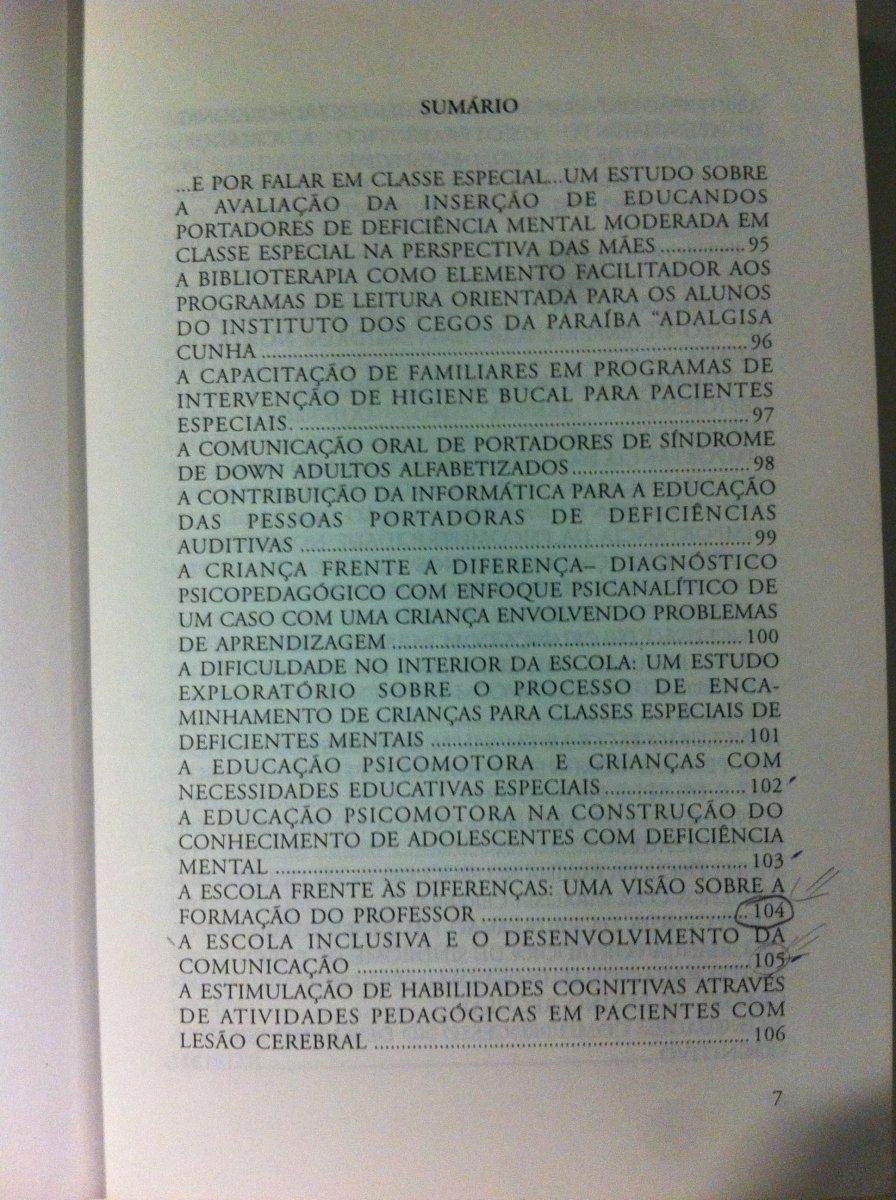 SUMÁRIO
...E POR FALAR EM CLASSE ESPECIAL...UM ESTUDO SOBRE
A AVALIAÇÃO DA INSERÇÃO DE EDUCANDOS
PORTADORES DE DEFICIÊNCIA MENTAL MODERADA EM
CLASSE ESPECIAL NA PERSPECTIVA DAS MÃES ................ 95
A BIBLIOTERAPIA COMO ELEMENTO FACILITADOR AOS
PROGRAMAS DE LEITURA ORIENTADA PARA OS ALUNOS
DO INSTITUTO DOS CEGOS DA PARAÍBA "ADALGISA
CUNHA ................................................................ 96
A CAPACITAÇÃO DE FAMILIARES EM PROGRAMAS DE
INTERVENÇÃO DE HIGIENE BUCAL PARA PACIENTES
ESPECIAIS. ................................................................ 97
A COMUNICAÇÃO ORAL DE PORTADORES DE SÍNDROME
DE DOWN ADULTOS ALFABETIZADOS ................................ 98
A CONTRIBUIÇÃO DA INFORMÁTICA PARA A EDUCAÇÃO
DAS PESSOAS PORTADORAS DE DEFICIÊNCIAS
AUDITIVAS ................................................................ 99
A CRIANÇA FRENTE A DIFERENÇA– DIAGNÓSTICO
PSICOPEDAGÓGICO COM ENFOQUE PSICANALÍTICO DE
UM CASO COM UMA CRIANÇA ENVOLVENDO PROBLEMAS
DE APRENDIZAGEM ................................................ 100
A DIFICULDADE NO INTERIOR DA ESCOLA: UM ESTUDO
EXPLORATÓRIO SOBRE O PROCESSO DE ENCA-
MINHAMENTO DE CRIANÇAS PARA CLASSES ESPECIAIS DE
DEFICIENTES MENTAIS ................................................ 101
A EDUCAÇÃO PSICOMOTORA E CRIANÇAS COM
NECESSIDADES EDUCATIVAS ESPECIAIS ........................ 102
A EDUCAÇÃO PSICOMOTORA NA CONSTRUÇÃO DO
CONHECIMENTO DE ADOLESCENTES COM DEFICIÊNCIA
MENTAL ................................................................ 103
A ESCOLA FRENTE ÀS DIFERENÇAS: UMA VISÃO SOBRE A
FORMAÇÃO DO PROFESSOR ........................................ 104
A ESCOLA INCLUSIVA E O DESENVOLVIMENTO DA
COMUNICAÇÃO ........................................................ 105
A ESTIMULAÇÃO DE HABILIDADES COGNITIVAS ATRAVÉS
DE ATIVIDADES PEDAGÓGICAS EM PACIENTES COM
LESÃO CEREBRAL ........................................................ 106
7